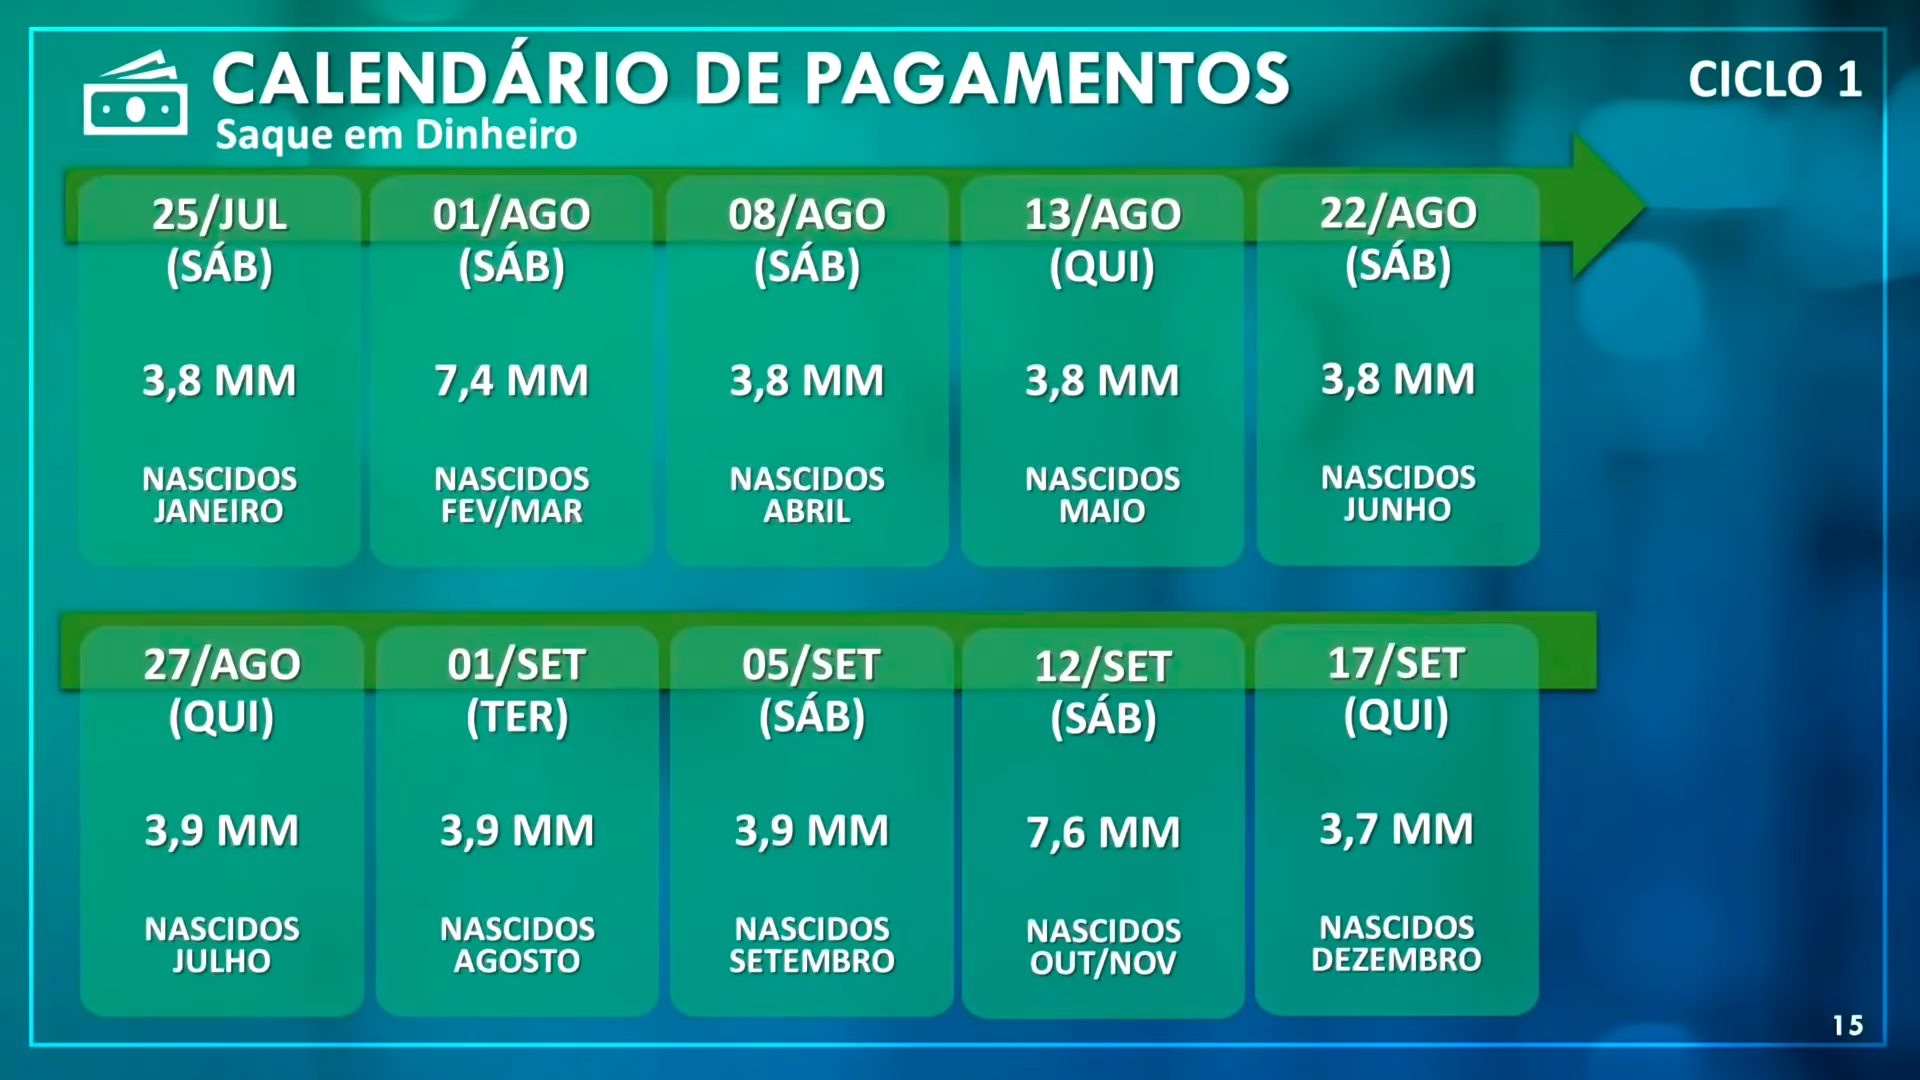 CALENDÁRIO DE PAGAMENTOS
Saque em Dinheiro
CICLO 1
25/JUL
(SÁB)
3,8 MM
NASCIDOS
JANEIRO
01/AGO
(SÁB)
7,4 MM
NASCIDOS
FEV/MAR
08/AGO
(SÁB)
3,8 MM
NASCIDOS
ABRIL
13/AGO
(QUI)
3,8 MM
NASCIDOS
MAIO
22/AGO
(SÁB)
3,8 MM
NASCIDOS
JUNHO
27/AGO
(QUI)
3,9 MM
NASCIDOS
JULHO
01/SET
(TER)
3,9 MM
NASCIDOS
AGOSTO
05/SET
(SÁB)
3,9 MM
NASCIDOS
SETEMBRO
12/SET
(SÁB)
7,6 MM
NASCIDOS
OUT/NOV
17/SET
(QUI)
3,7 MM
NASCIDOS
DEZEMBRO
15